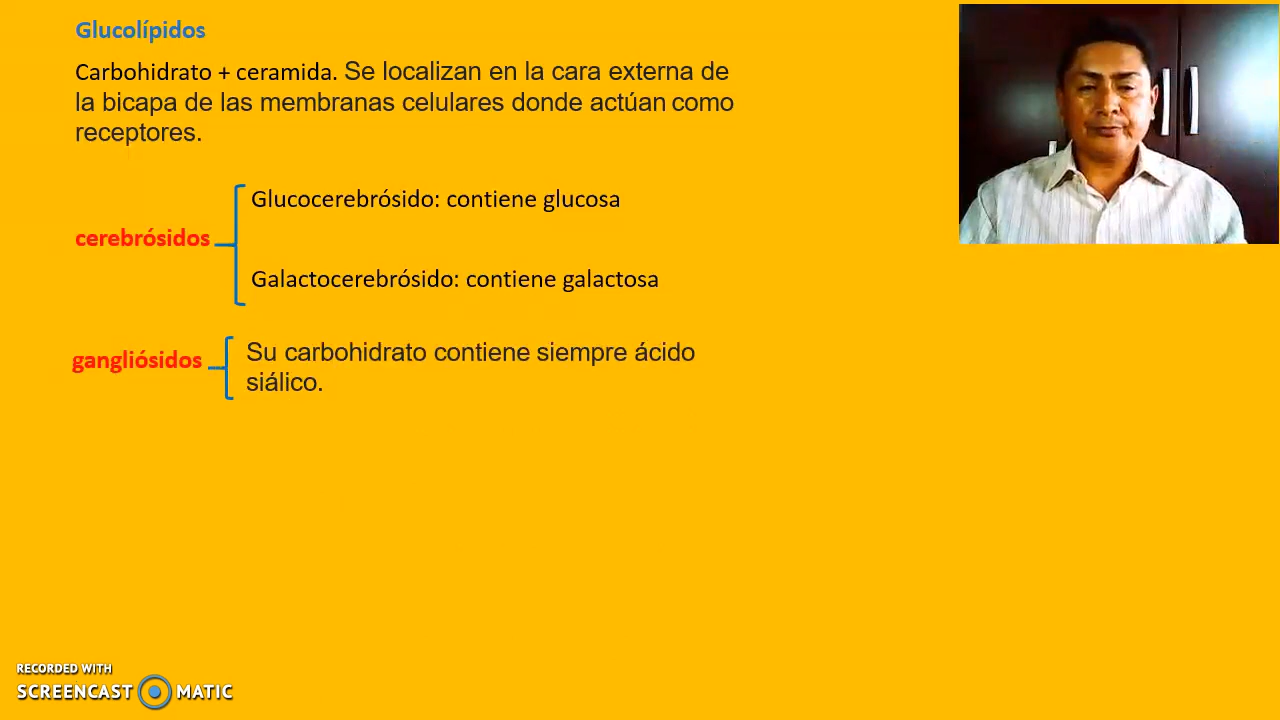 Glucolípidos
Carbohidrato + ceramida. Se localizan en la cara externa de
la bicapa de las membranas celulares donde actúan como
receptores.
Glucocerebrósido: contiene glucosa
cerebrósidos
Galactocerebrósido: contiene galactosa
gangliósidos
Su carbohidrato contiene siempre ácido
siálico.
RECORDED WITH
SCREENCAST MATIC